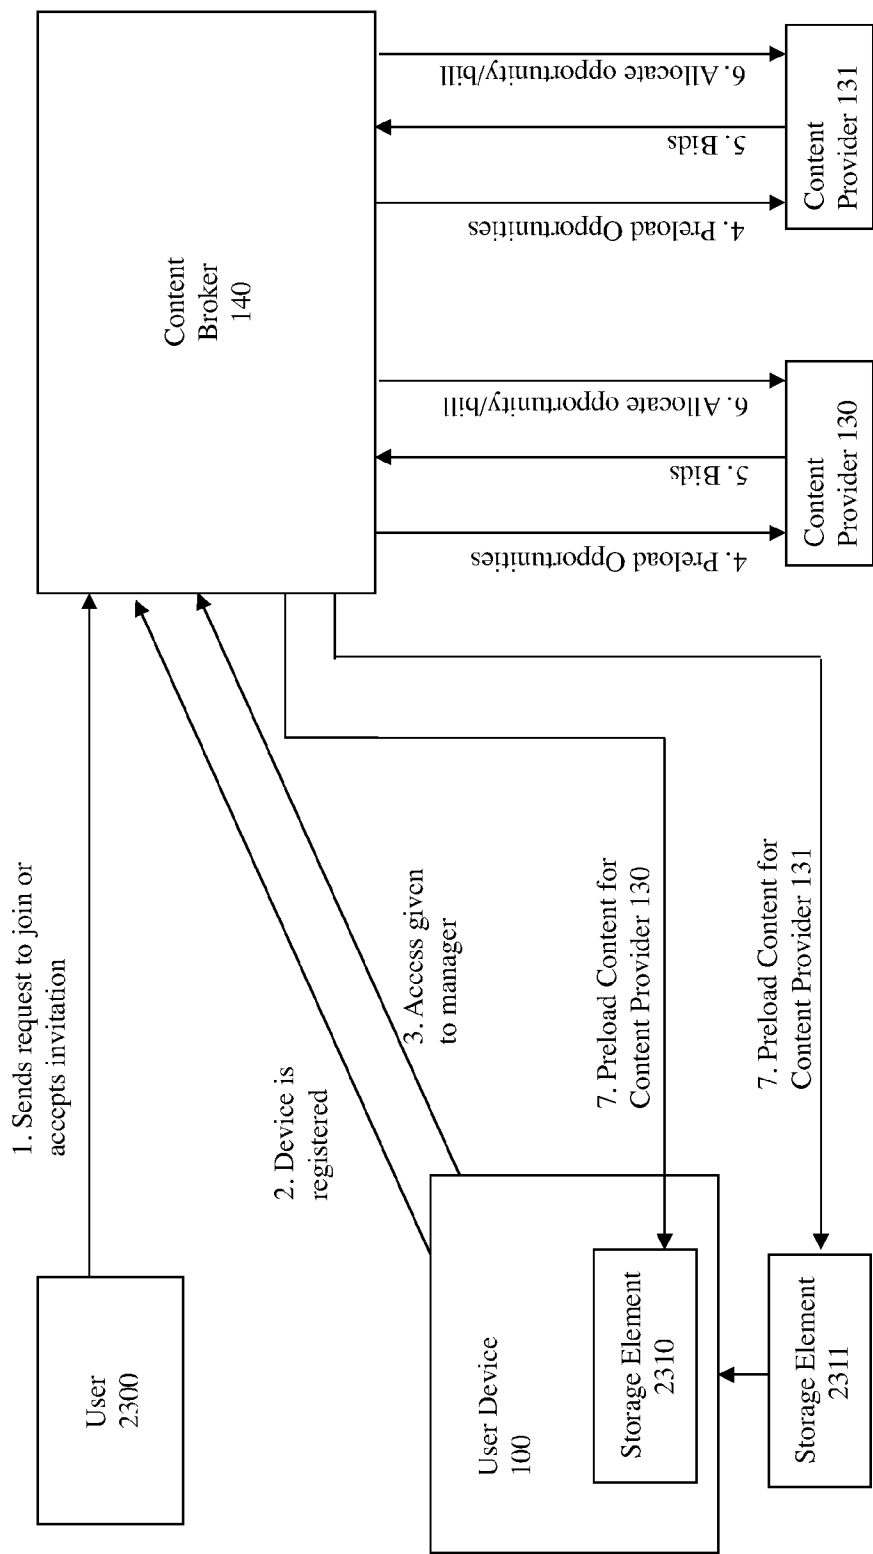 User
2300
1. Sends request to join or
accepts invitation
Content
Broker
140
2. Device is
registered
3. Access given
to manager
User Device
100
Storage Element
2310
Storage Element
2311
7. Preload Content for
Content Provider 130
7. Preload Content for
Content Provider 131
4. Preload Opportunities
5. Bids
6. Allocate opportunity/bill
4. Preload Opportunities
5. Bids
6. Allocate opportunity/bill
Content
Provider 130
Content
Provider 131